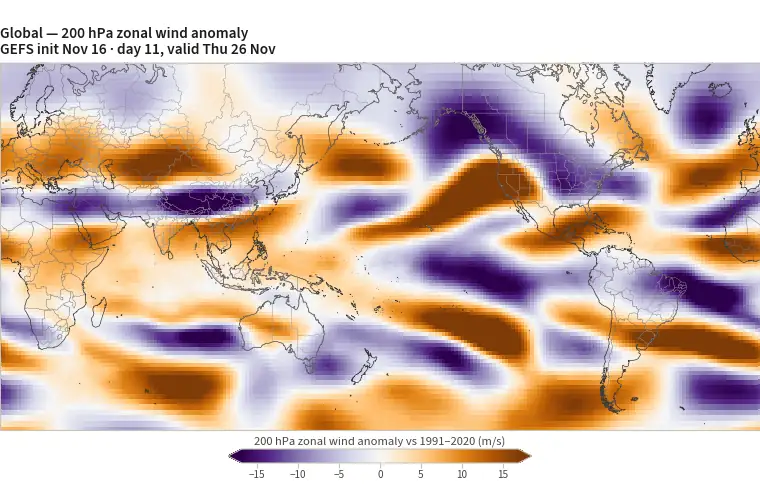 Global — 200 hPa zonal wind anomaly
GEFS init Nov 16 · day 11, valid Thu 26 Nov
200 hPa zonal wind anomaly vs 1991–2020 (m/s)
−15 −10 −5 0 5 10 15